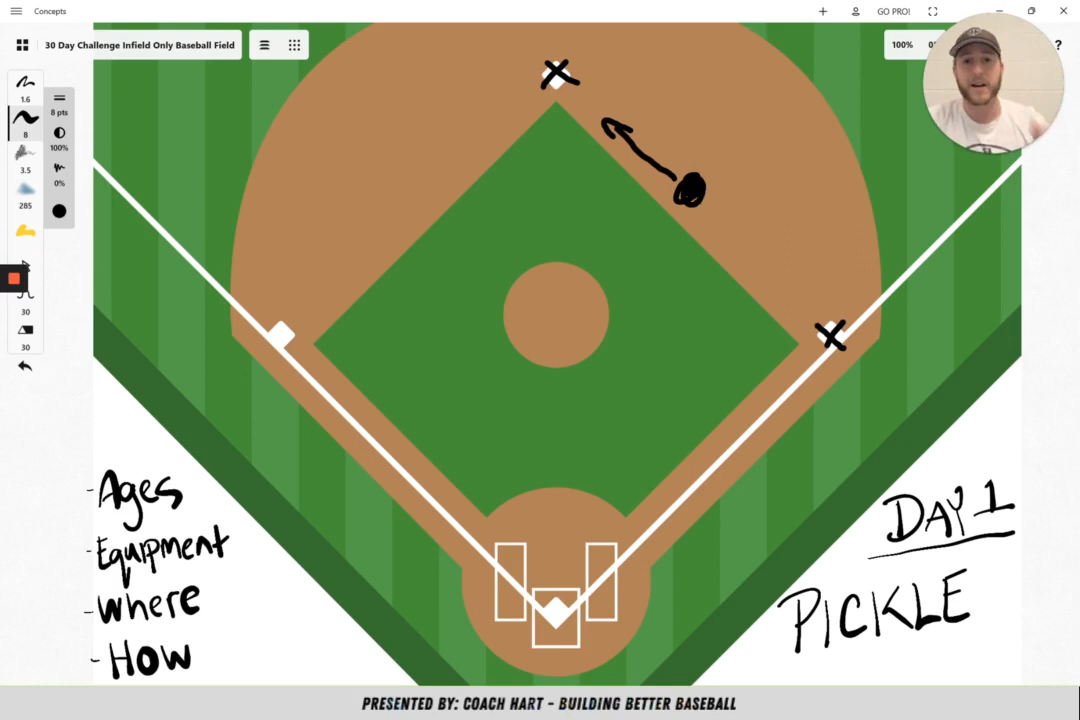 Concepts
GO PRO!
30 Day Challenge Infield Only Baseball Field
100%
?
1.6
8 pts
8
100%
3.5
0%
285
30
30
- Ages
- Equipment
- Where
- How
DAY 1
PICKLE
PRESENTED BY: COACH HART - BUILDING BETTER BASEBALL